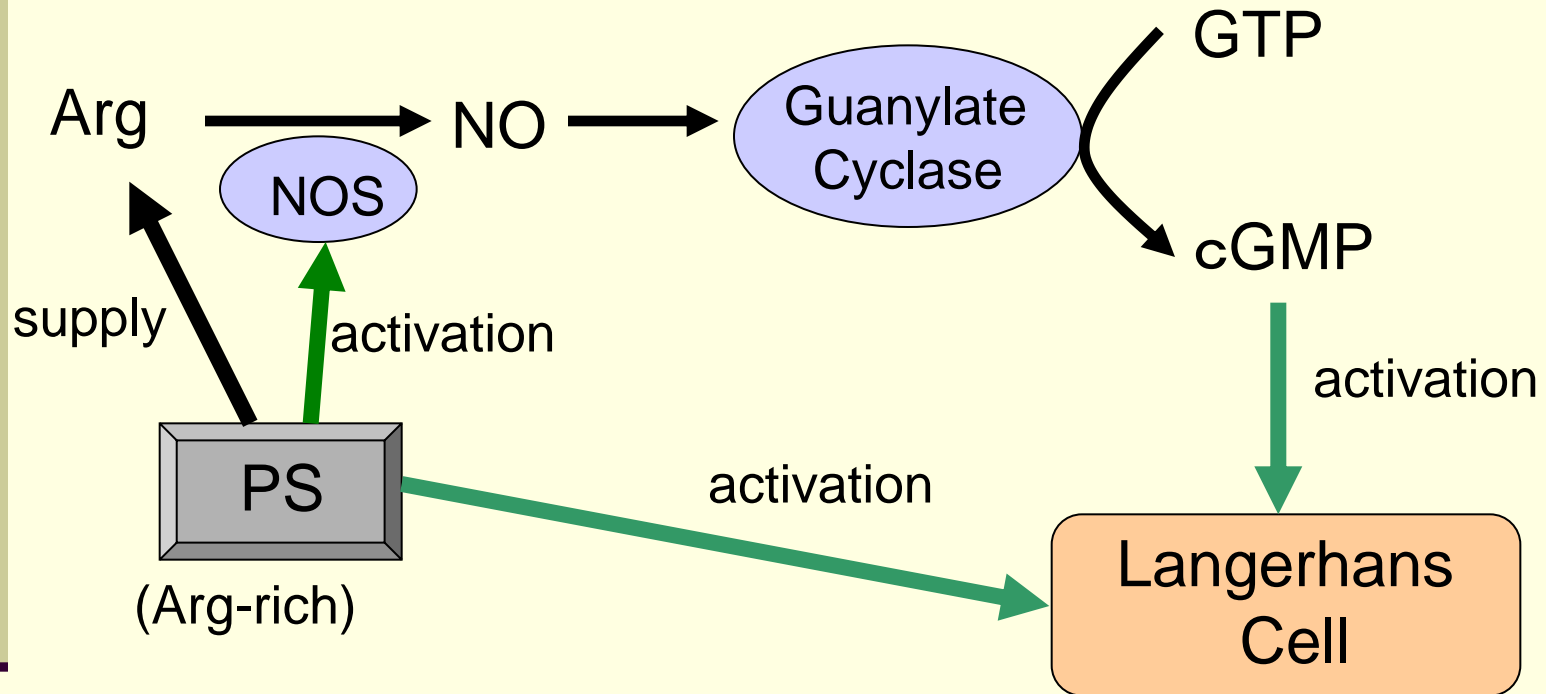 GTP
Arg
NO
Guanylate
Cyclase
NOS
cGMP
supply
activation
activation
PS
activation
(Arg-rich)
Langerhans
Cell